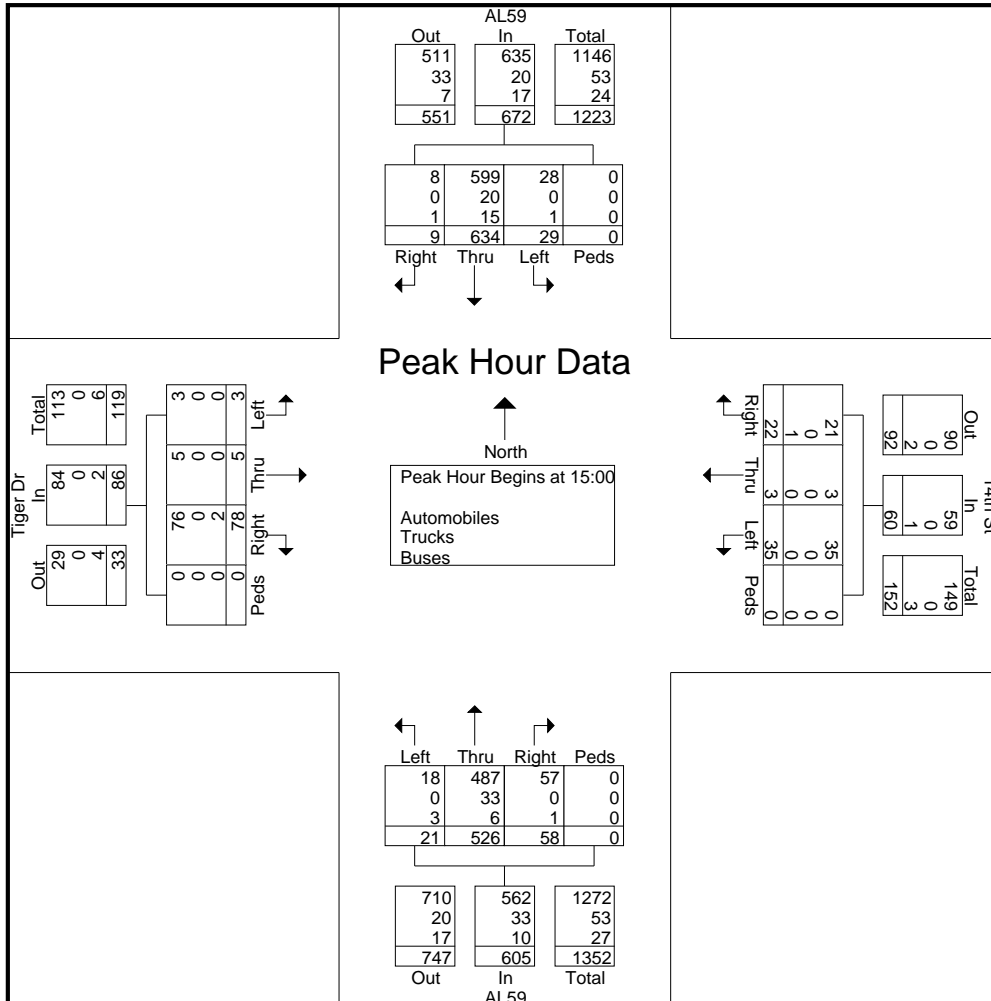 AL59
Out In Total
511 635 1146
33 20 53
7 17 24
551 672 1223
8 599 28 0
0 20 0 0
1 15 1 0
9 634 29 0
Right Thru Left Peds
Peak Hour Data
North
Peak Hour Begins at 15:00
Automobiles
Trucks
Buses
Tiger Dr
Out In Total
29 84 113
0 0 0
4 2 6
33 86 119
0 76 5 3
0 0 0 0
0 2 0 0
0 78 5 3
Peds Right Thru Left
14th St
Out In Total
90 59 149
0 0 0
2 1 3
92 60 152
21 3 35 0
0 0 0 0
1 0 0 0
22 3 35 0
Right Thru Left Peds
Left Thru Right Peds
18 487 57 0
0 33 0 0
3 6 1 0
21 526 58 0
710 562 1272
20 33 53
17 10 27
747 605 1352
Out In Total
AL59